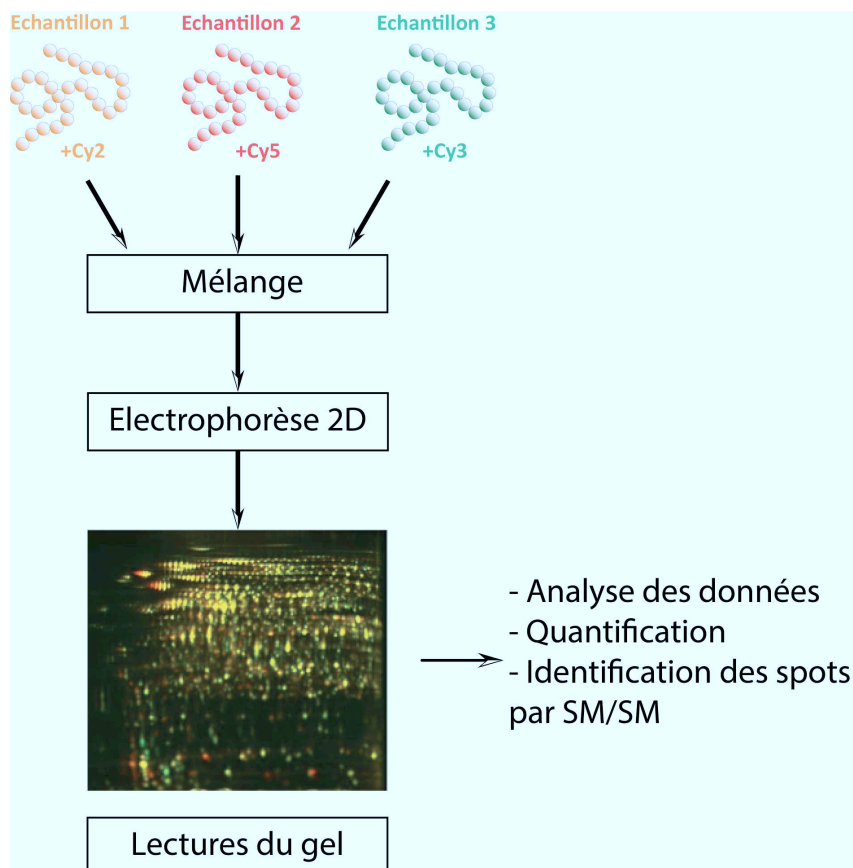 Echantillon 1
Echantillon 2
Echantillon 3
+Cy2
+Cy5
+Cy3
Mélange
Electrophorèse 2D
- Analyse des données
- Quantification
- Identification des spots
par SM/SM
Lectures du gel